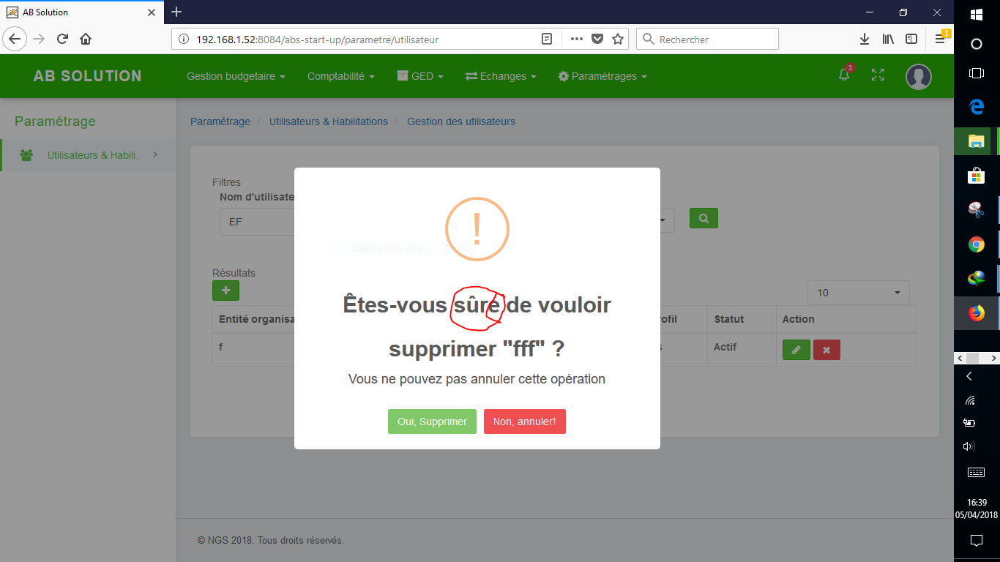 AB Solution
192.168.1.52:8084/abs-start-up/parametre/utilisateur
Rechercher
AB SOLUTION
Gestion budgetaire
Comptabilité
GED
Echanges
Paramétrages
3
Paramétrage
Utilisateurs & Habili.
Paramétrage / Utilisateurs & Habilitations / Gestion des utilisateurs
Filtres
Nom d'utilisate
EF
Résultats
10
Entité organisa
rofil
Statut
Action
f
s
Actif
!
Capture Plein écran
Êtes-vous sûre de vouloir
supprimer "fff" ?
Vous ne pouvez pas annuler cette opération
Oui, Supprimer
Non, annuler!
© NGS 2018. Tous droits réservés.
16:39
05/04/2018